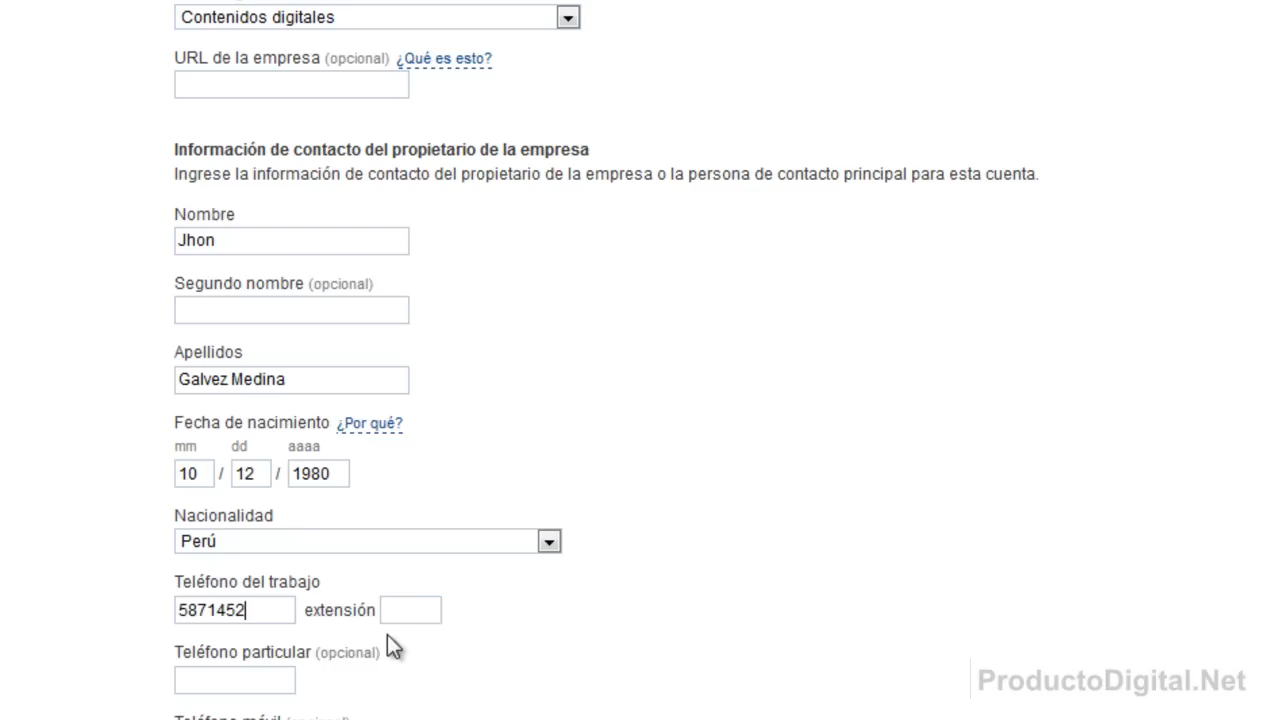 Contenidos digitales
URL de la empresa (opcional) ¿Qué es esto?
Información de contacto del propietario de la empresa
Ingrese la información de contacto del propietario de la empresa o la persona de contacto principal para esta cuenta.
Nombre
Jhon
Segundo nombre (opcional)
Apellidos
Galvez Medina
Fecha de nacimiento ¿Por qué?
mm dd aaaa
10 / 12 / 1980
Nacionalidad
Perú
Teléfono del trabajo
5871452 extensión
Teléfono particular (opcional)
ProductoDigital.Net
Teléfono móvil (opcional)